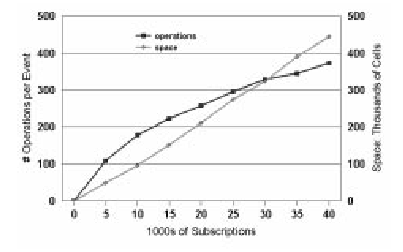 500
400
300
200
100
0
# Operations per Event
operations
space
500
400
300
200
100
0
Space: Thousands of Cells
0 5 10 15 20 25 30 35 40
1000s of Subscriptions